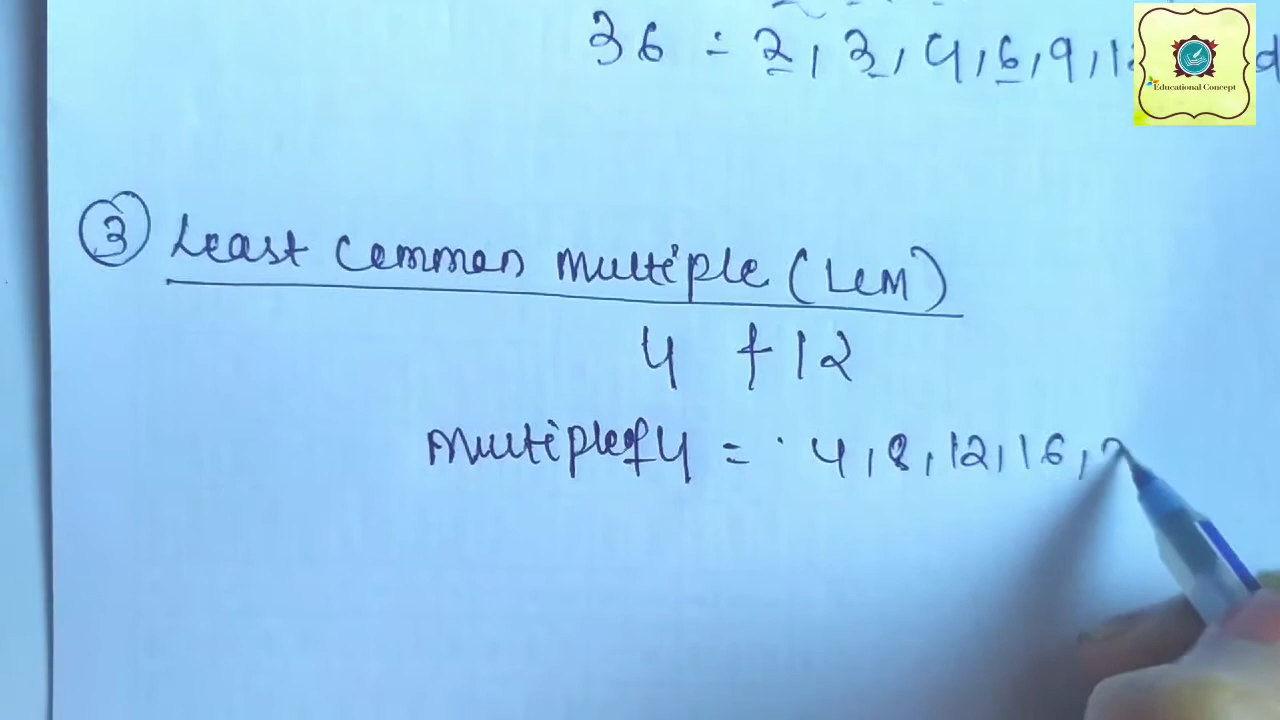 36 = 2, 3, 4, 6, 9, 1
Educational Concept
③ Least Common Multiple (LCM)
4 + 12
Multiple of 4 = 4, 8, 12, 16, 2